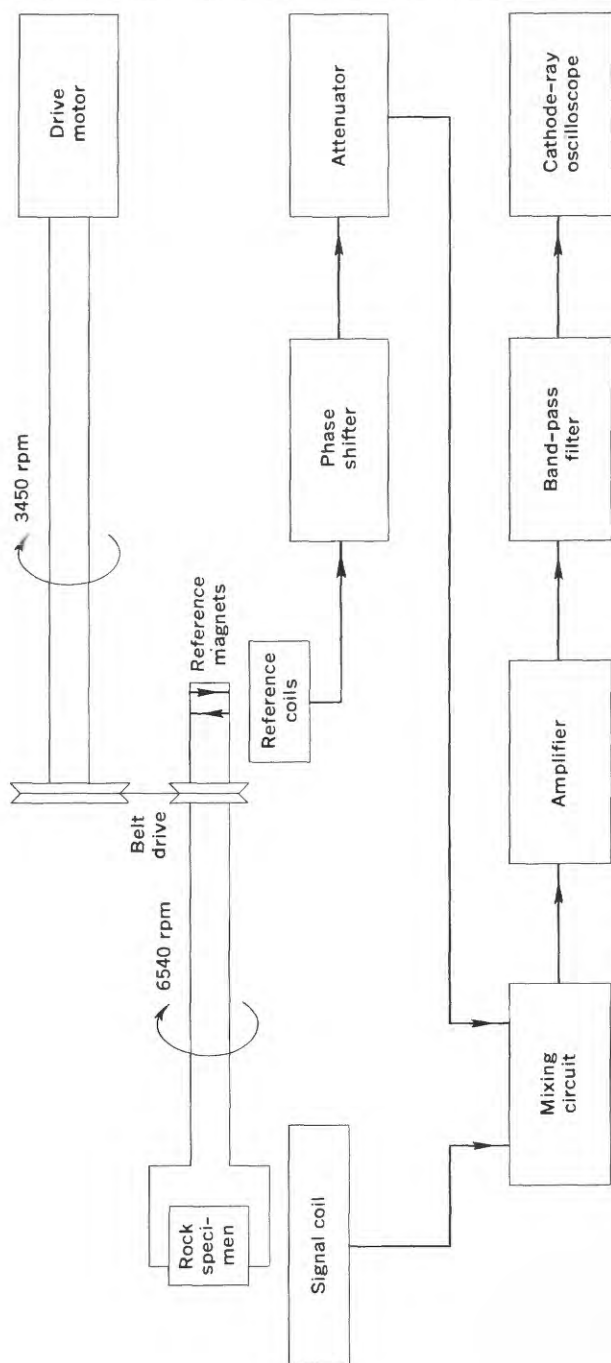 Drive
motor
3450 rpm
Belt
drive
Reference
magnets
6540 rpm
Rock
speci-
men
Reference
coils
Phase
shifter
Attenuator
Signal coil
Mixing
circuit
Amplifier
Band-pass
filter
Cathode-ray
oscilloscope